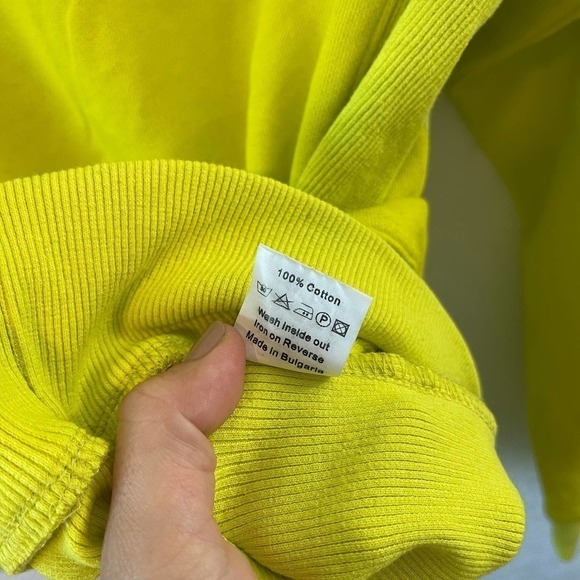 100% Cotton
P
Wash inside out
Iron on Reverse
Made in Bulgaria